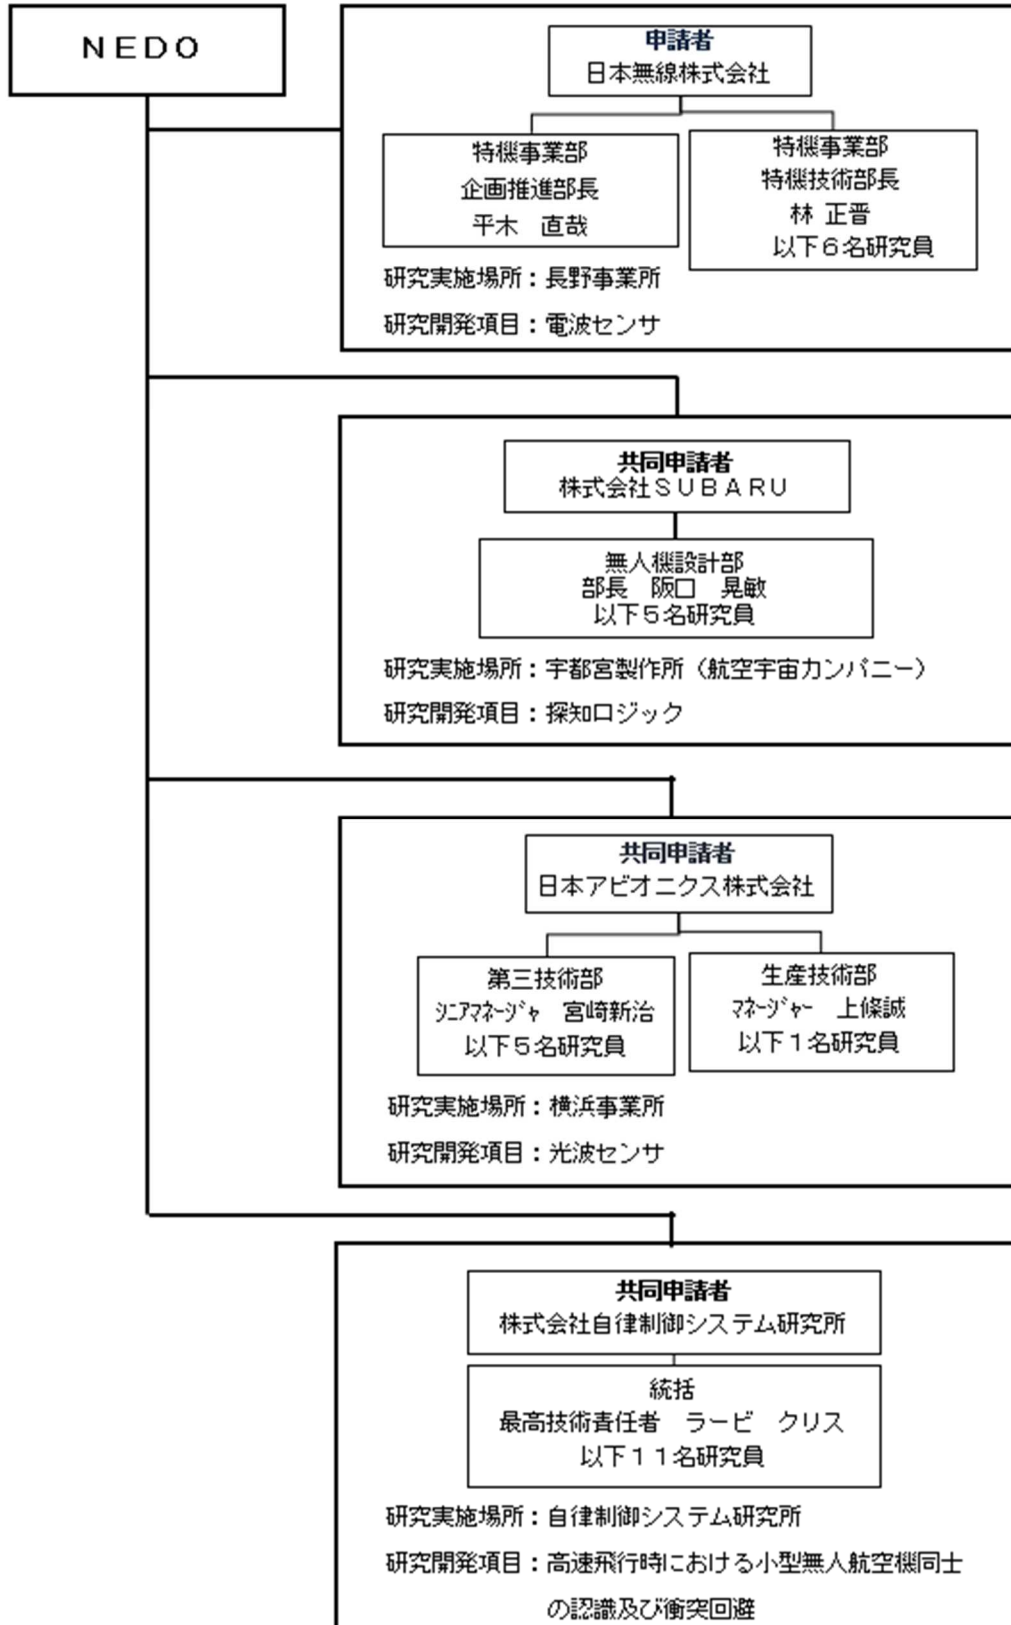 ＮＥＤＯ
申請者
日本無線株式会社
特機事業部
企画推進部長
平木　直哉
特機事業部
特機技術部長
林 正晋
以下６名研究員
研究実施場所：長野事業所
研究開発項目：電波センサ
共同申請者
株式会社ＳＵＢＡＲＵ
無人機設計部
部長　阪口　晃敏
以下５名研究員
研究実施場所：宇都宮製作所（航空宇宙カンパニー）
研究開発項目：探知ロジック
共同申請者
日本アビオニクス株式会社
第三技術部
ｼﾆｱﾏﾈｰｼﾞｬ　宮崎新治
以下５名研究員
生産技術部
ﾏﾈｰｼﾞｬｰ　上條誠
以下１名研究員
研究実施場所：横浜事業所
研究開発項目：光波センサ
共同申請者
株式会社自律制御システム研究所
統括
最高技術責任者　ラービ　クリス
以下１１名研究員
研究実施場所：自律制御システム研究所
研究開発項目：高速飛行時における小型無人航空機同士
の認識及び衝突回避